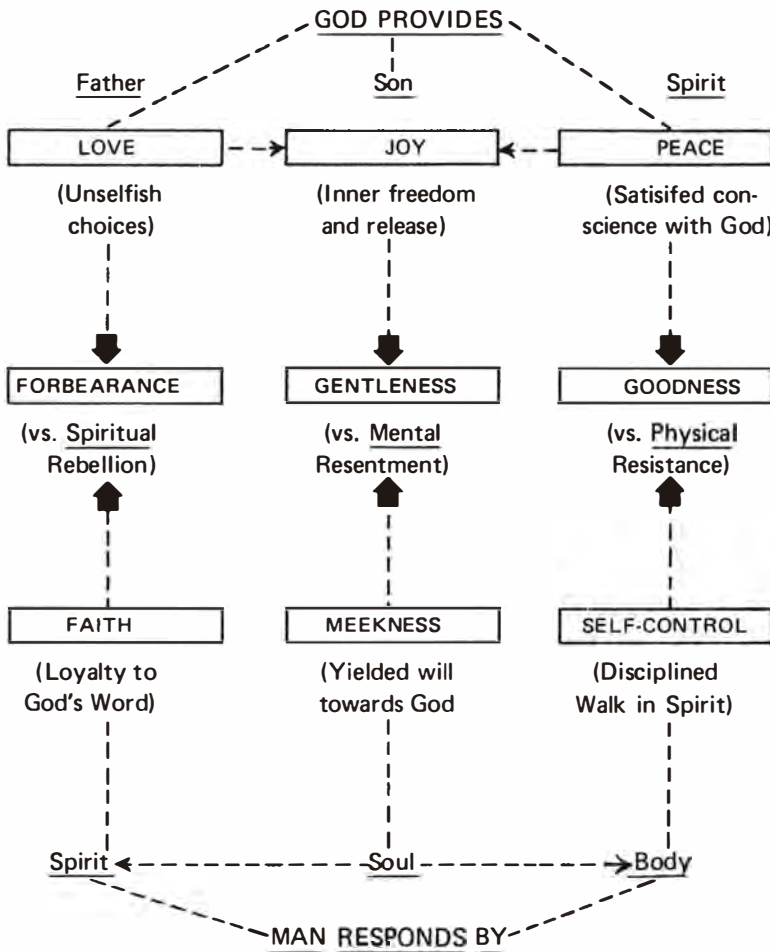 GOD PROVIDES
Father Son Spirit
LOVE JOY PEACE
(Unselfish (Inner freedom (Satisifed con-
choices) and release) science with God)
FORBEARANCE GENTLENESS GOODNESS
(vs. Spiritual (vs. Mental (vs. Physical
Rebellion) Resentment) Resistance)
FAITH MEEKNESS SELF-CONTROL
(Loyalty to (Yielded will (Disciplined
God's Word) towards God Walk in Spirit)
Spirit Soul Body
MAN RESPONDS BY